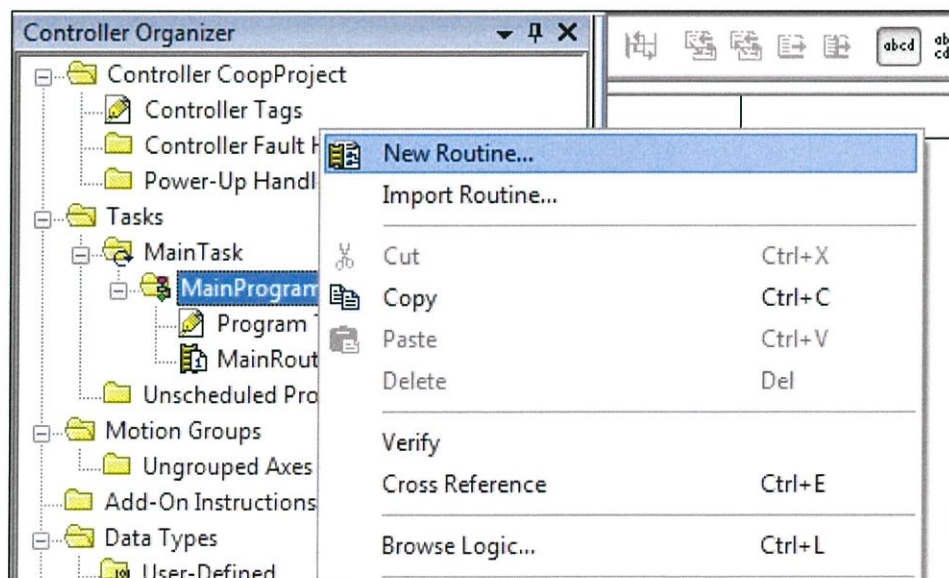 Controller Organizer
Controller CoopProject
Controller Tags
Controller Fault H
Power-Up Handl
Tasks
MainTask
MainProgram
Program T
MainRout
Unscheduled Pro
Motion Groups
Ungrouped Axes
Add-On Instructions
Data Types
User-Defined
abcd
New Routine...
Import Routine...
Cut Ctrl+X
Copy Ctrl+C
Paste Ctrl+V
Delete Del
Verify
Cross Reference Ctrl+E
Browse Logic... Ctrl+L